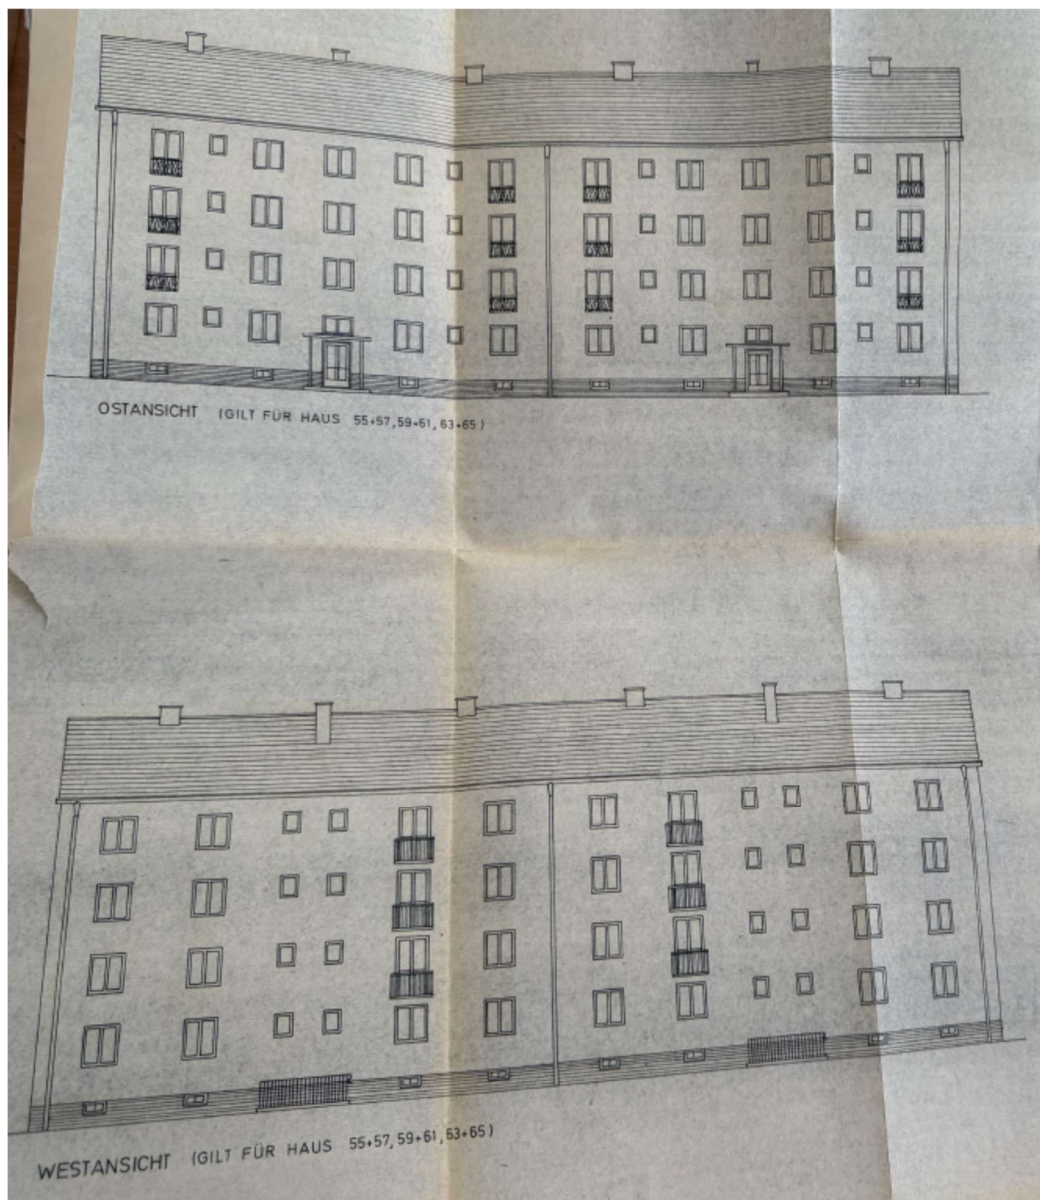 OSTANSICHT (GILT FÜR HAUS 55+57, 59+61, 63+65)
WESTANSICHT (GILT FÜR HAUS 55+57, 59+61, 63+65)